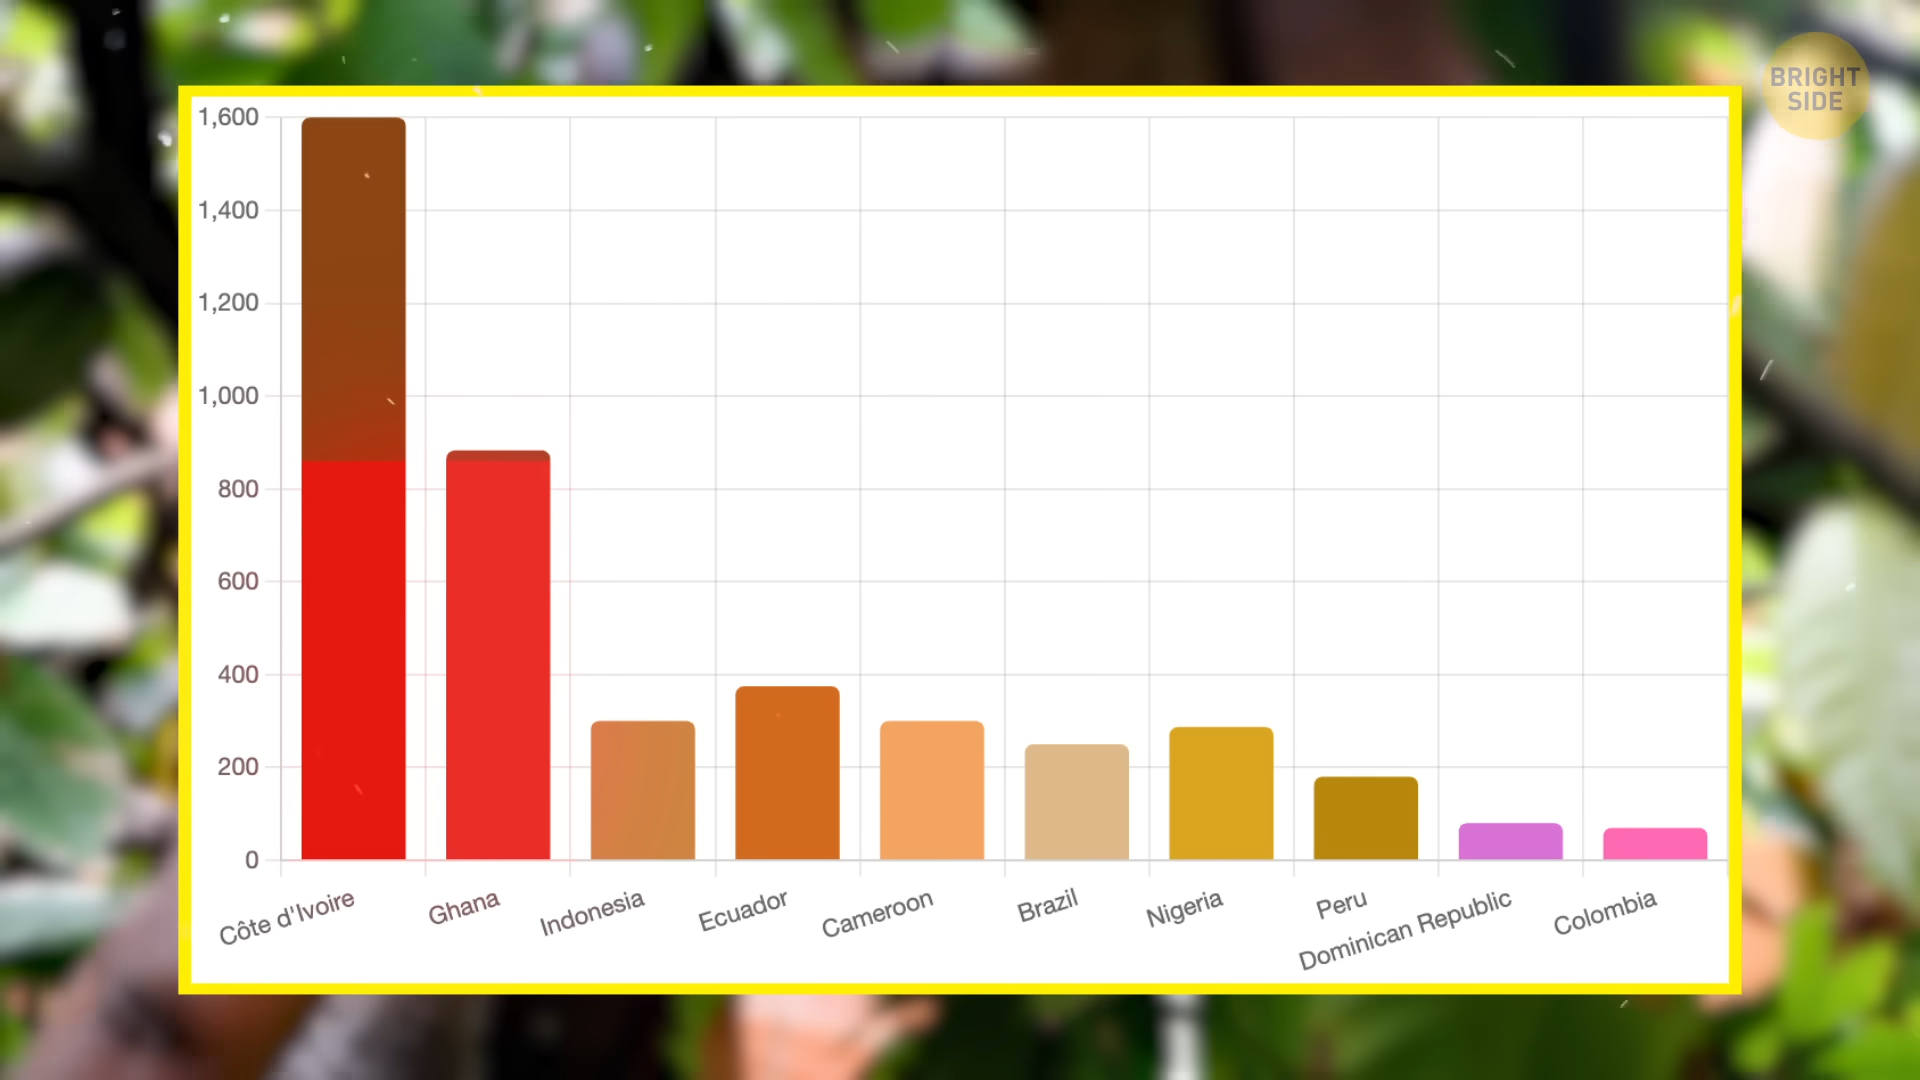 BRIGHT
SIDE
1,600
1,400
1,200
1,000
800
600
400
200
0
Côte d'Ivoire
Ghana
Indonesia
Ecuador
Cameroon
Brazil
Nigeria
Peru
Dominican Republic
Colombia